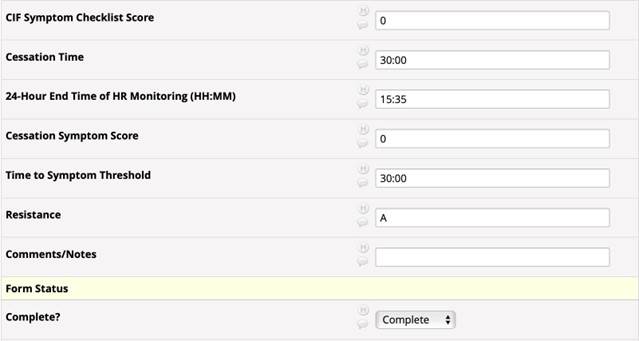 CIF Symptom Checklist Score
H
0
Cessation Time
H
30:00
24-Hour End Time of HR Monitoring (HH:MM)
H
15:35
Cessation Symptom Score
H
0
Time to Symptom Threshold
H
30:00
Resistance
H
A
Comments/Notes
H
Form Status
Complete?
H
Complete